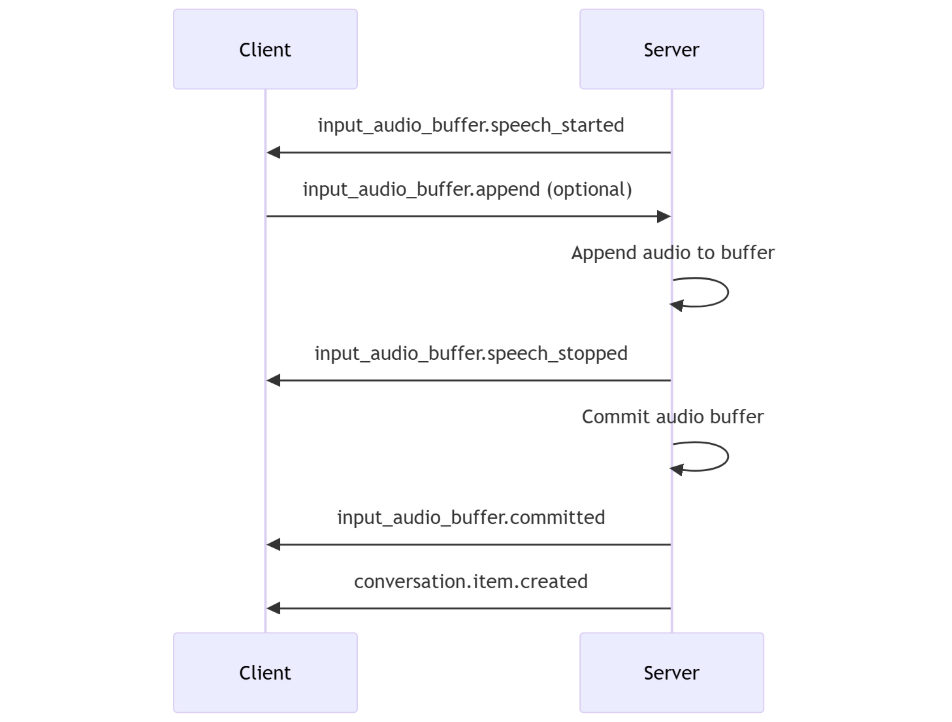 Client
Server
input_audio_buffer.speech_started
input_audio_buffer.append (optional)
Append audio to buffer
input_audio_buffer.speech_stopped
Commit audio buffer
input_audio_buffer.committed
conversation.item.created
Client
Server